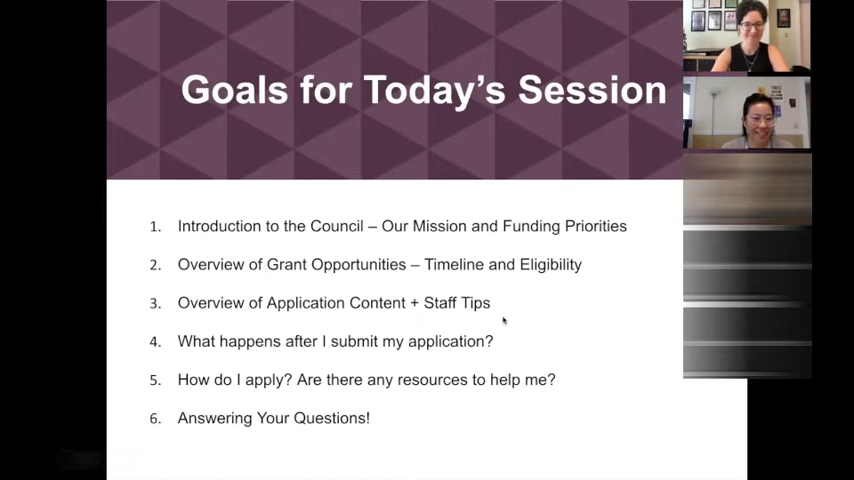 Goals for Today's Session
1. Introduction to the Council – Our Mission and Funding Priorities
2. Overview of Grant Opportunities – Timeline and Eligibility
3. Overview of Application Content + Staff Tips
4. What happens after I submit my application?
5. How do I apply? Are there any resources to help me?
6. Answering Your Questions!